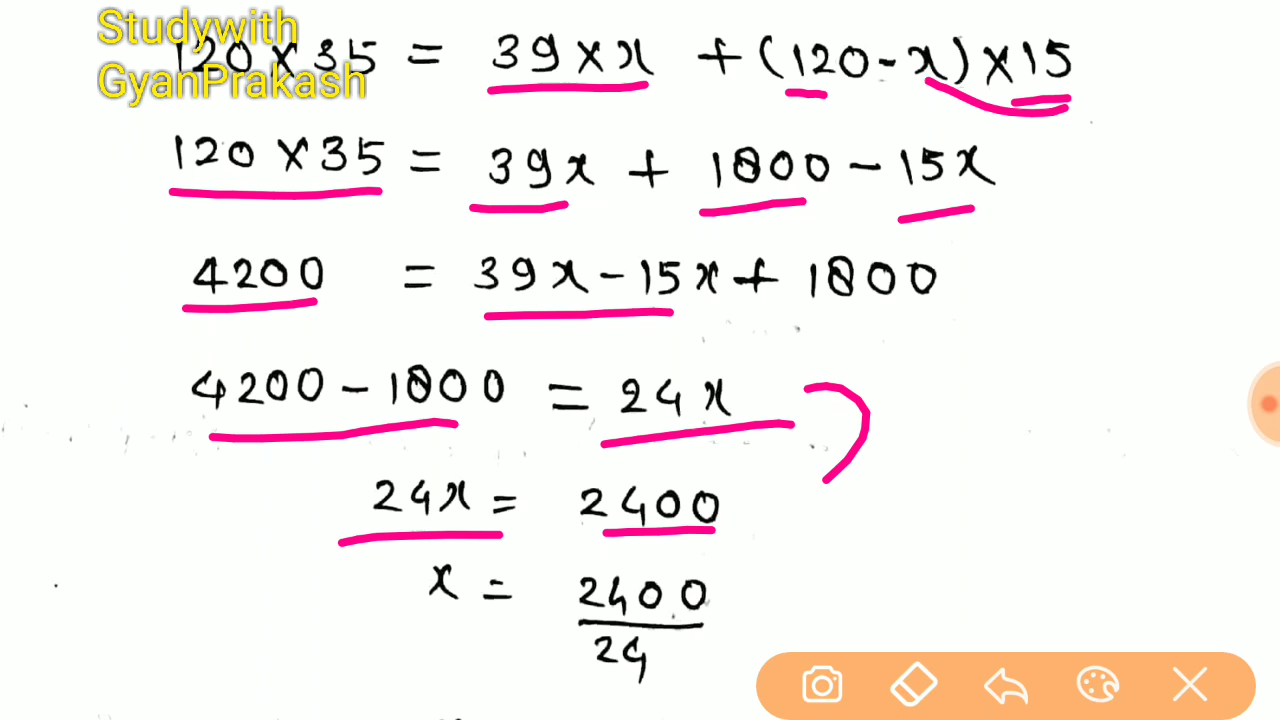 Studywith
GyanPrakash
120 × 35 = 39 × x + (120 - x) × 15
120 × 35 = 39x + 1800 - 15x
4200 = 39x - 15x + 1800
4200 - 1800 = 24x
24x = 2400
x = 2400
24